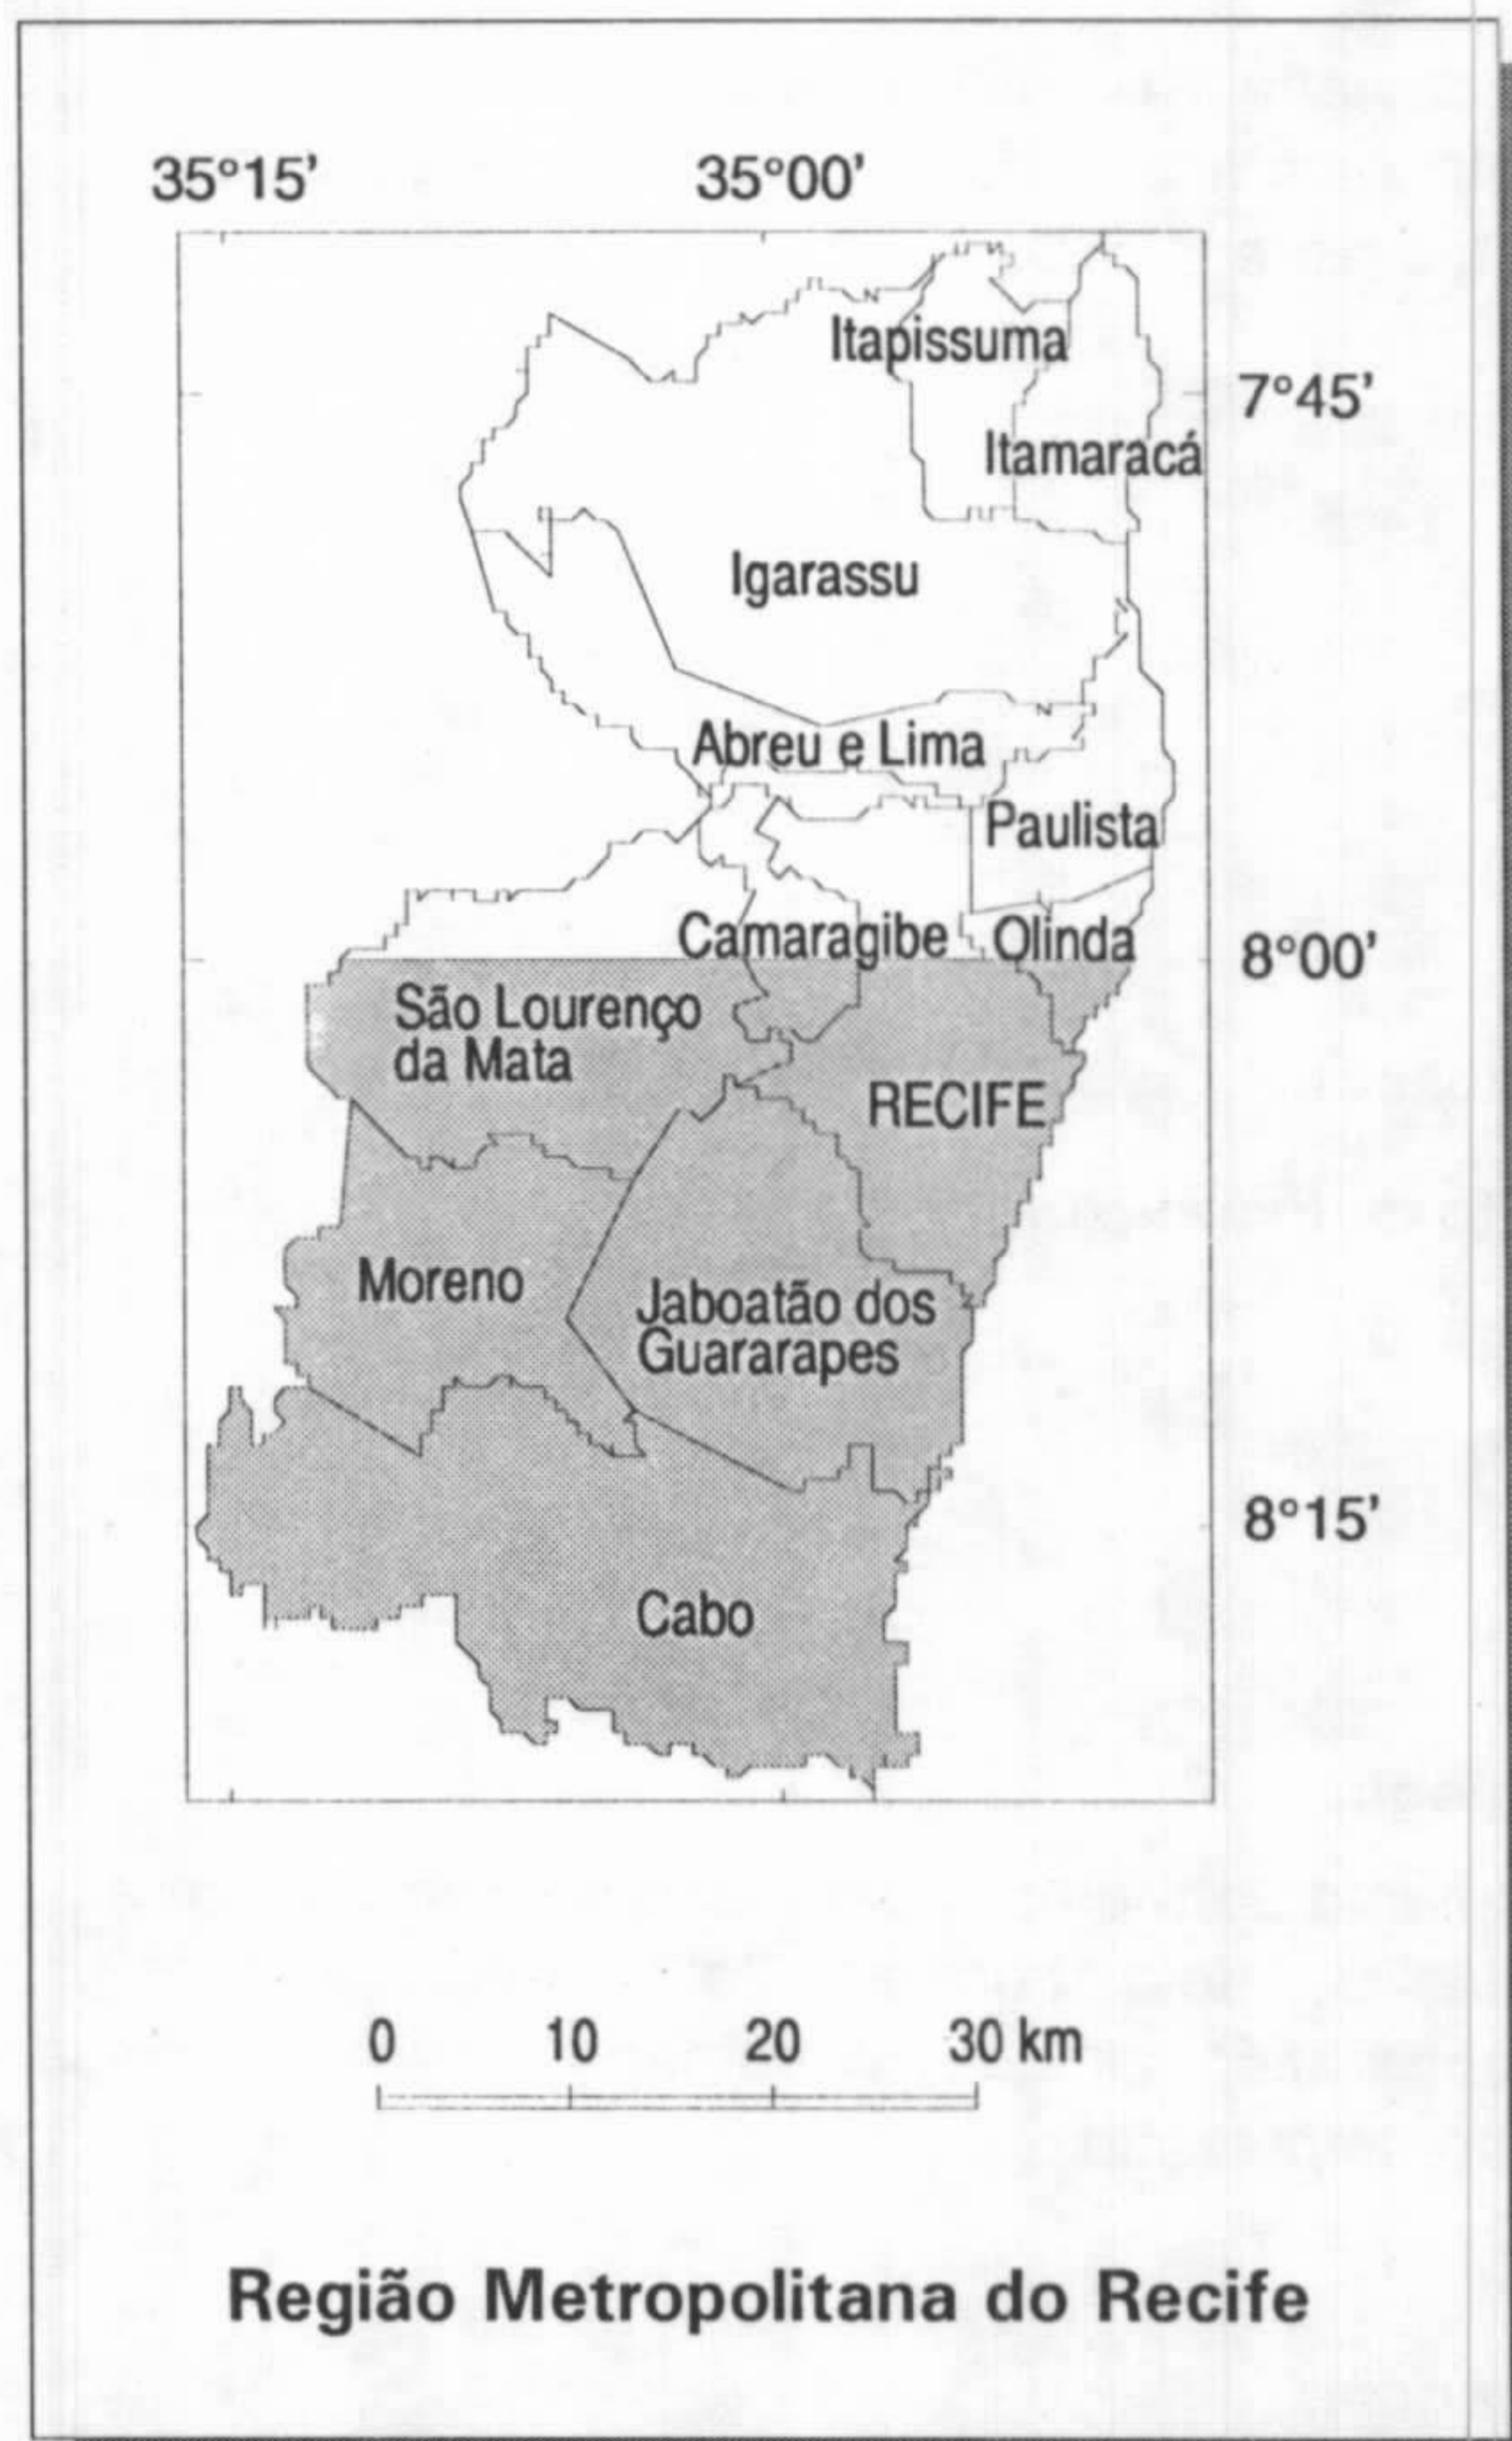 35°15' 35°00'
Itapissuma
7°45'
Itamaracá
Igarassu
Abreu e Lima
Paulista
Camaragibe Olinda
8°00'
São Lourenço
da Mata
RECIFE
Moreno
Jaboatão dos
Guararapes
8°15'
Cabo
0 10 20 30 km
Região Metropolitana do Recife